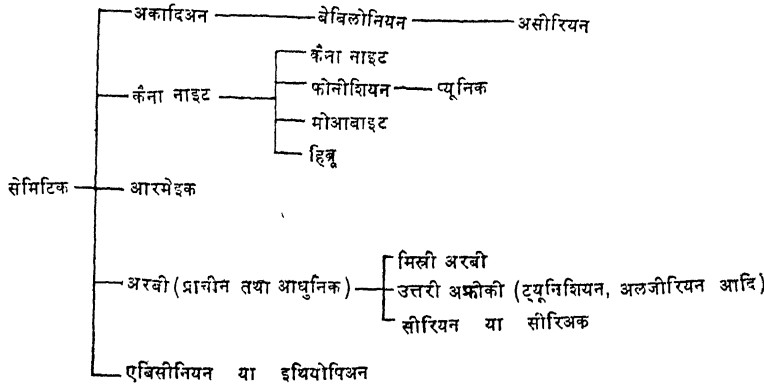 अकादिअन बेबिलोनियन असीरियन
कैना नाइट
कैना नाइट फोनीशियन प्यूनिक
मोआबाइट
हिब्रू
सेमिटिक आरमेइक
मिस्री अरबी
अरबी (प्राचीन तथा आधुनिक) उत्तरी अफ्रीकी (ट्यूनिशियन, अलजीरियन आदि)
सीरियन या सीरिअक
एबिसीनियन या इथियोपिअन